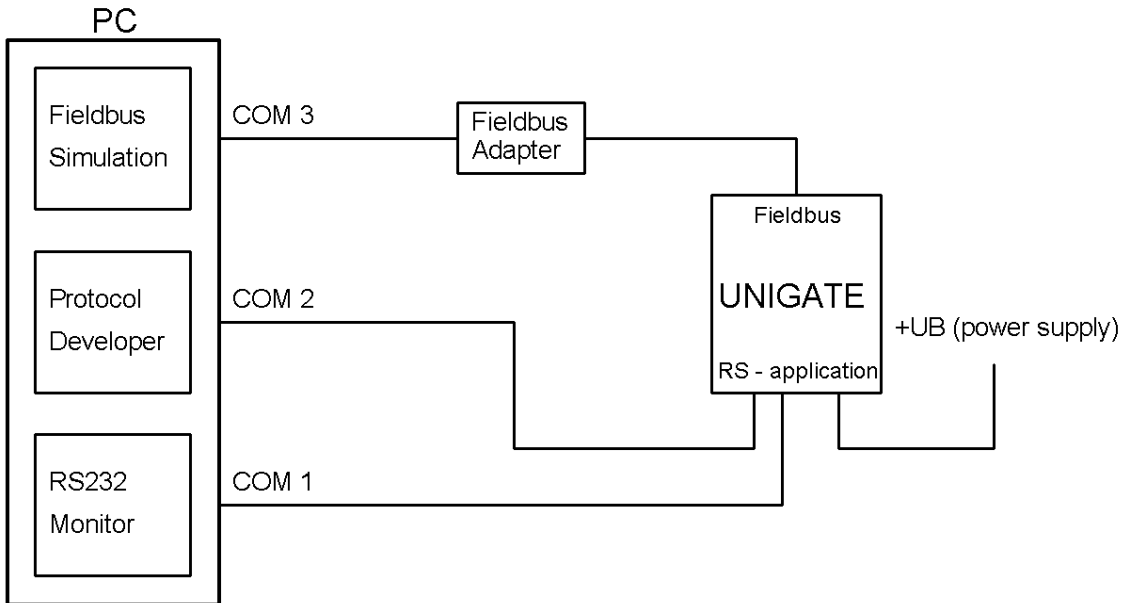 PC
Fieldbus
Simulation
COM 3
Fieldbus
Adapter
Fieldbus
UNIGATE
RS - application
+UB (power supply)
Protocol
Developer
COM 2
RS232
Monitor
COM 1